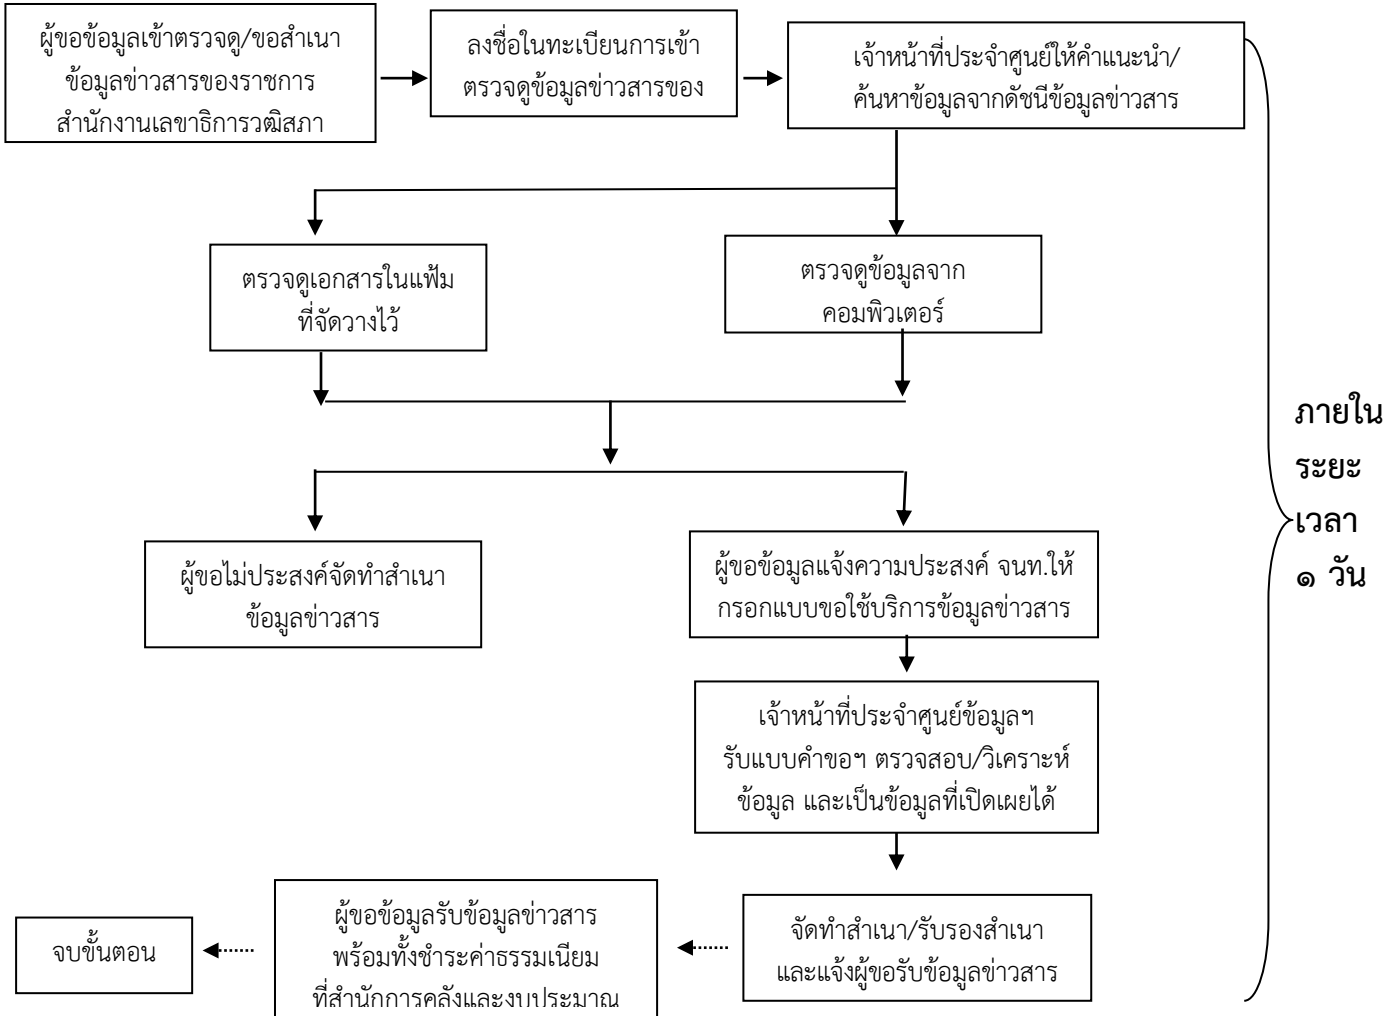 ผู้ขอข้อมูลเข้าตรวจดู/ขอสำเนา
ข้อมูลข่าวสารของราชการ
สำนักงานเลขาธิการวุฒิสภา
ลงชื่อในทะเบียนการเข้า
ตรวจดูข้อมูลข่าวสารของ
เจ้าหน้าที่ประจำศูนย์ให้คำแนะนำ/
ค้นหาข้อมูลจากดัชนีข้อมูลข่าวสาร
ตรวจดูเอกสารในแฟ้ม
ที่จัดวางไว้
ตรวจดูข้อมูลจาก
คอมพิวเตอร์
ภายใน
ระยะ
เวลา
๑ วัน
ผู้ขอไม่ประสงค์จัดทำสำเนา
ข้อมูลข่าวสาร
ผู้ขอข้อมูลแจ้งความประสงค์ จนท.ให้
กรอกแบบขอใช้บริการข้อมูลข่าวสาร
เจ้าหน้าที่ประจำศูนย์ข้อมูลฯ
รับแบบคำขอฯ ตรวจสอบ/วิเคราะห์
ข้อมูล และเป็นข้อมูลที่เปิดเผยได้
จัดทำสำเนา/รับรองสำเนา
และแจ้งผู้ขอรับข้อมูลข่าวสาร
ผู้ขอข้อมูลรับข้อมูลข่าวสาร
พร้อมทั้งชำระค่าธรรมเนียม
ที่สำนักการคลังและงบประมาณ
จบขั้นตอน